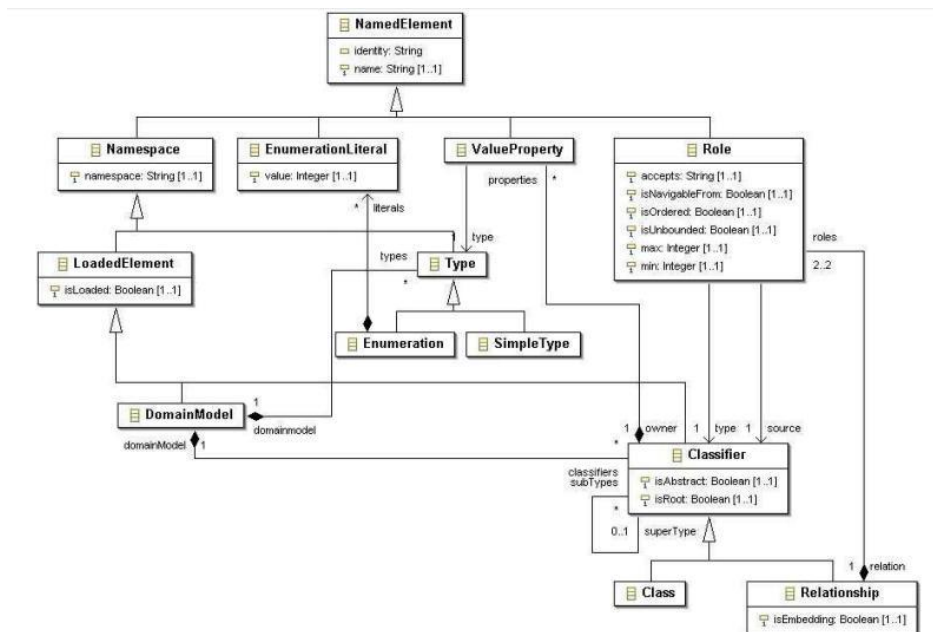 NamedElement
identity: String
name: String [1..1]
Namespace
namespace: String [1..1]
EnumerationLiteral
value: Integer [1..1]
ValueProperty
Role
accepts: String [1..1]
isNavigableFrom: Boolean [1..1]
isOrdered: Boolean [1..1]
isUnbounded: Boolean [1..1]
max: Integer [1..1]
min: Integer [1..1]
properties *
* literals
1 type
roles
2..2
LoadedElement
isLoaded: Boolean [1..1]
types
*
Type
Enumeration
SimpleType
DomainModel
1
domainmodel
domainModel 1
1 owner
1 type
1 source
*
classifiers
subTypes
*
Classifier
isAbstract: Boolean [1..1]
isRoot: Boolean [1..1]
0..1 superType
1 relation
Class
Relationship
isEmbedding: Boolean [1..1]